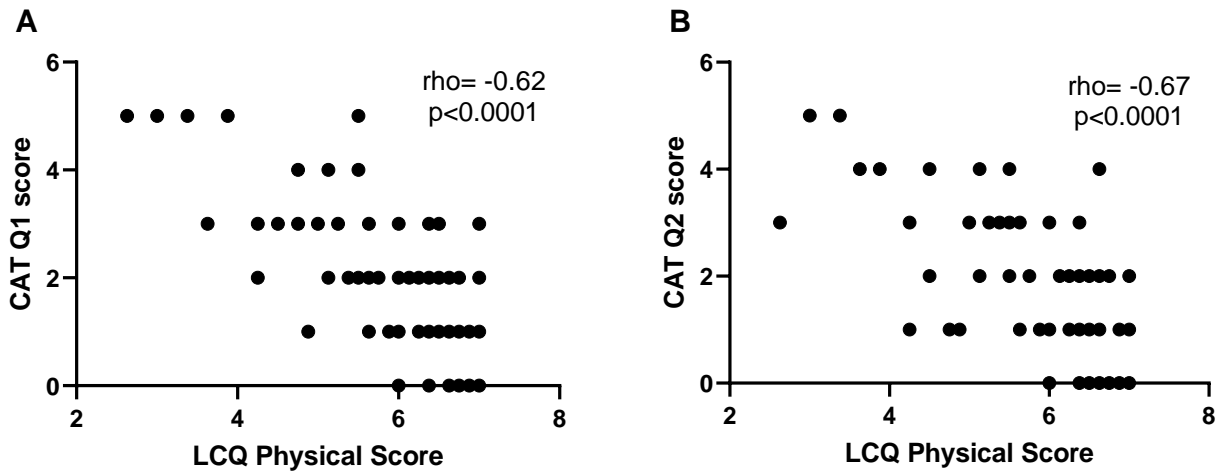 A
6
4
2
0
CAT Q1 score
rho= -0.62
p<0.0001
2 4 6 8
LCQ Physical Score
B
6
4
2
0
CAT Q2 score
rho= -0.67
p<0.0001
2 4 6 8
LCQ Physical Score